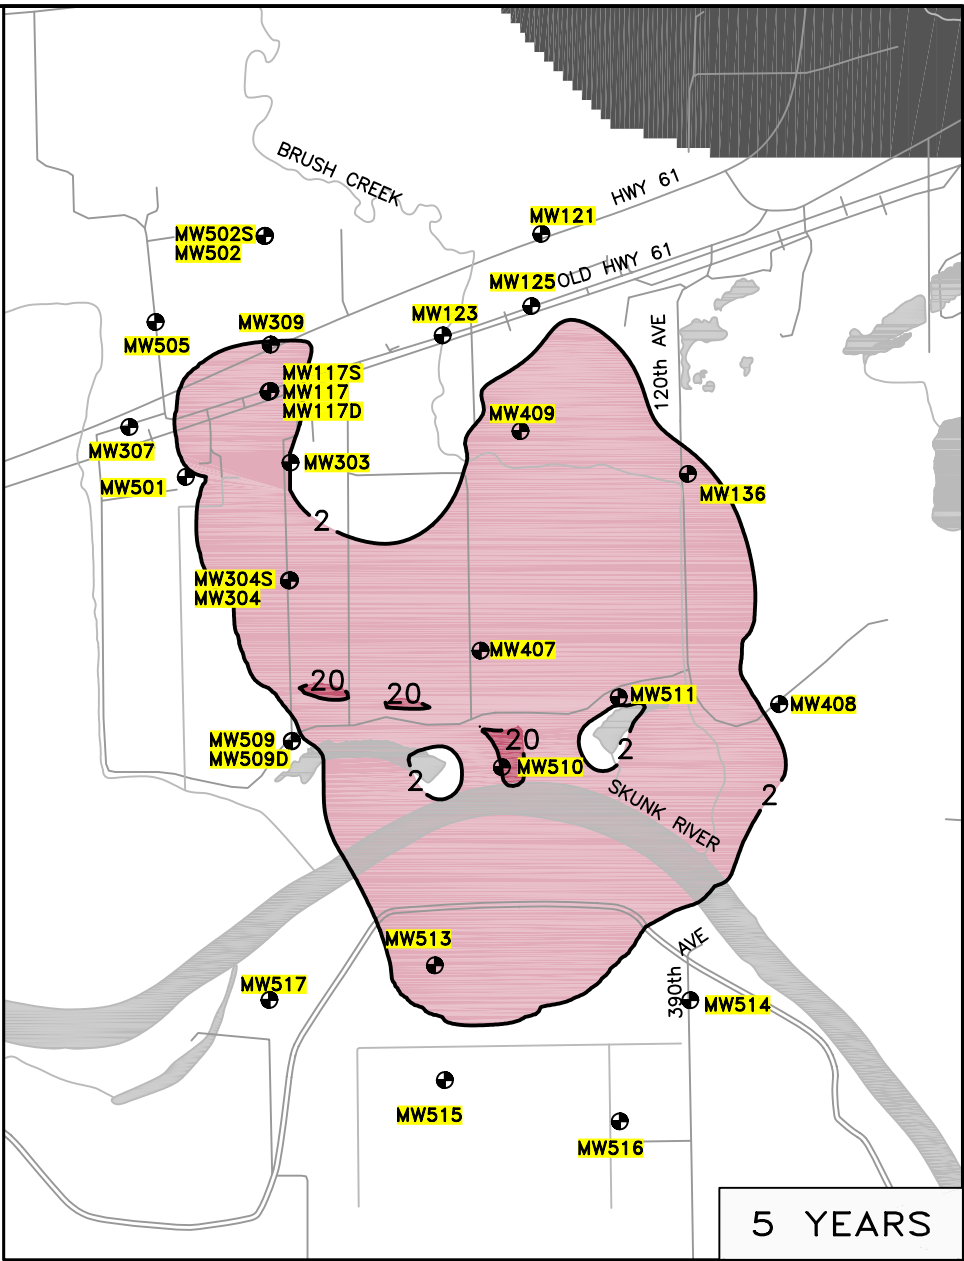 BRUSH CREEK
HWY 61
MW121
MW502S
MW502
OLD HWY 61
MW125
MW123
MW309
MW505
120th AVE
MW117S
MW117
MW117D
MW409
MW307
MW303
MW501
MW136
2
MW304S
MW304
MW407
20
20
MW511
MW408
MW509
MW509D
20
2
MW510
2
2
SKUNK RIVER
MW513
390th AVE
MW517
MW514
MW515
MW516
5 YEARS